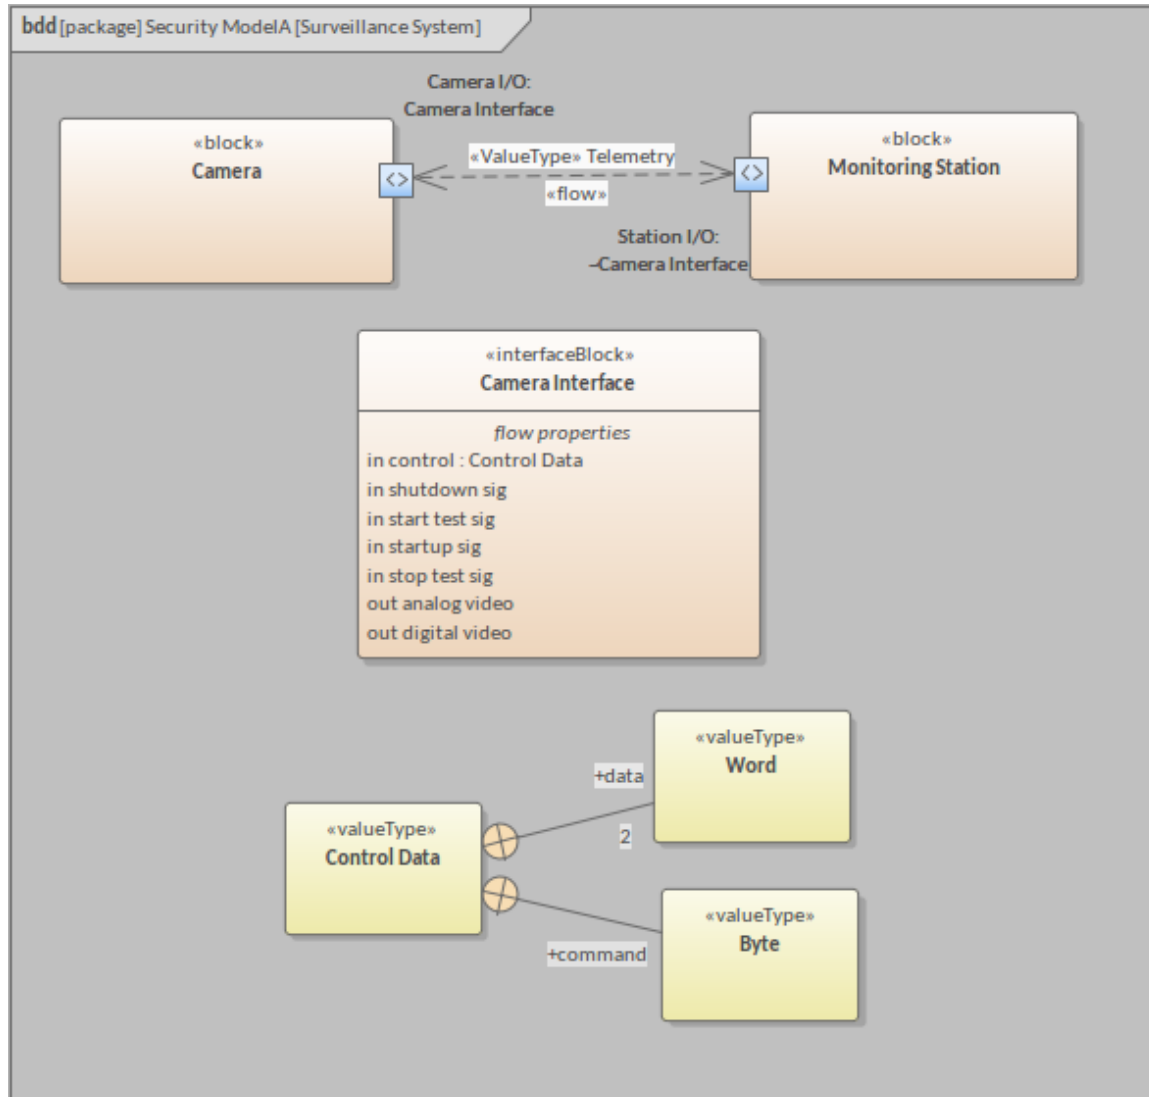 bdd [package] Security ModelA [Surveillance System]
Camera I/O:
Camera Interface
«block»
Camera
«ValueType» Telemetry
«flow»
«block»
Monitoring Station
Station I/O:
~Camera Interface
«interfaceBlock»
Camera Interface
flow properties
in control : Control Data
in shutdown sig
in start test sig
in startup sig
in stop test sig
out analog video
out digital video
«valueType»
Word
+data
2
«valueType»
Control Data
«valueType»
Byte
+command